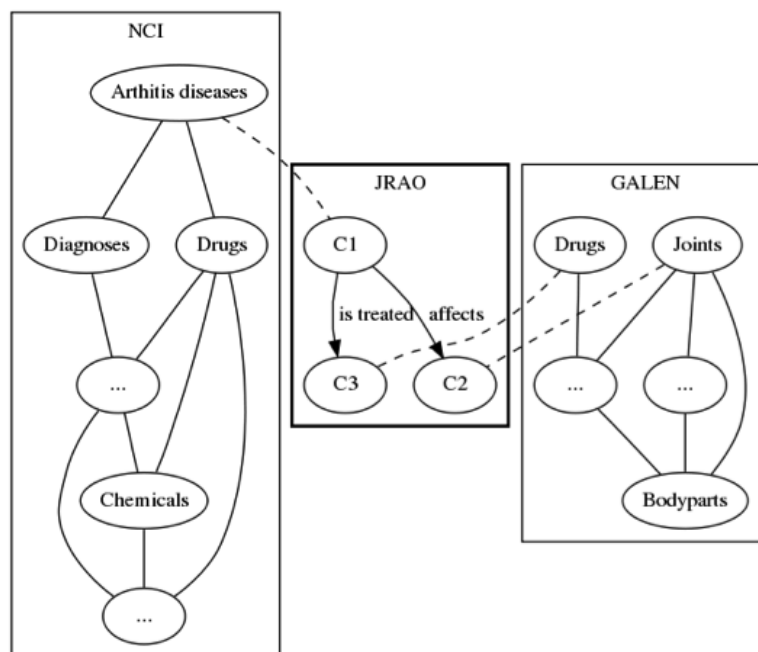 NCI
Arthitis diseases
JRAO
GALEN
Diagnoses
Drugs
C1
Drugs
Joints
is treated
affects
...
C3
C2
...
...
Chemicals
Bodyparts
...